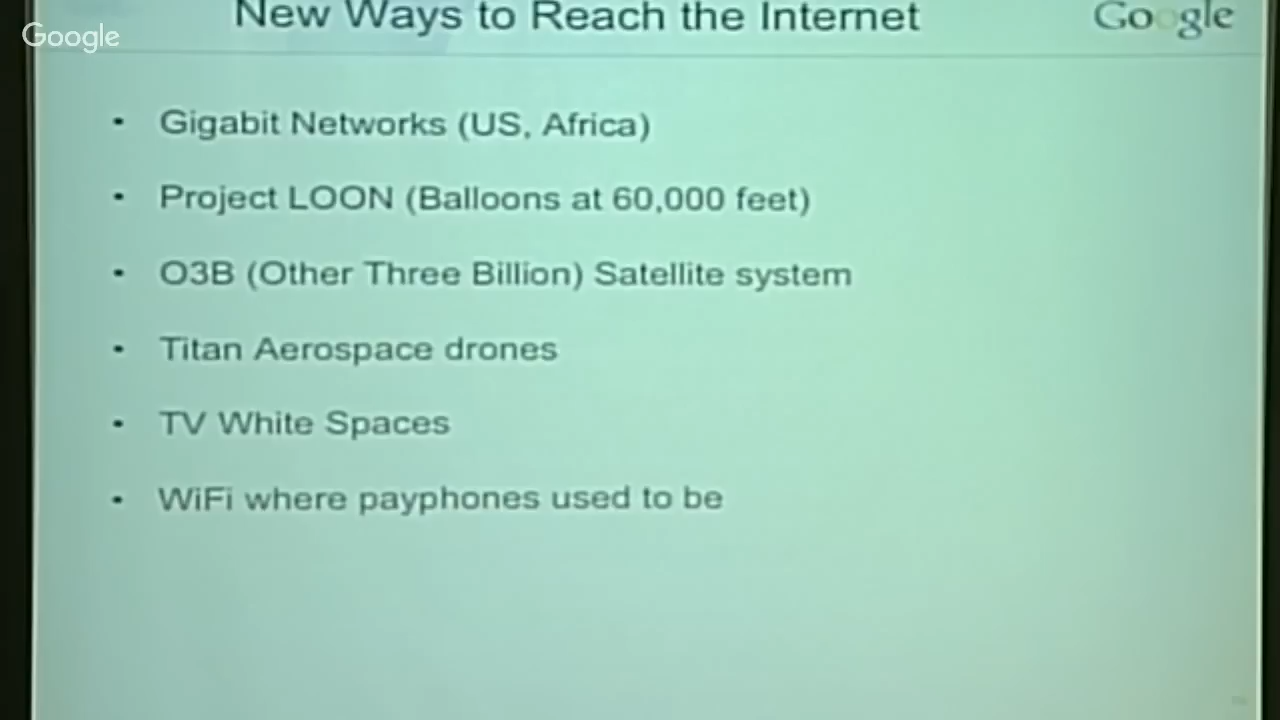 New Ways to Reach the Internet
Google
Google
• Gigabit Networks (US, Africa)
• Project LOON (Balloons at 60,000 feet)
• O3B (Other Three Billion) Satellite system
• Titan Aerospace drones
• TV White Spaces
• WiFi where payphones used to be